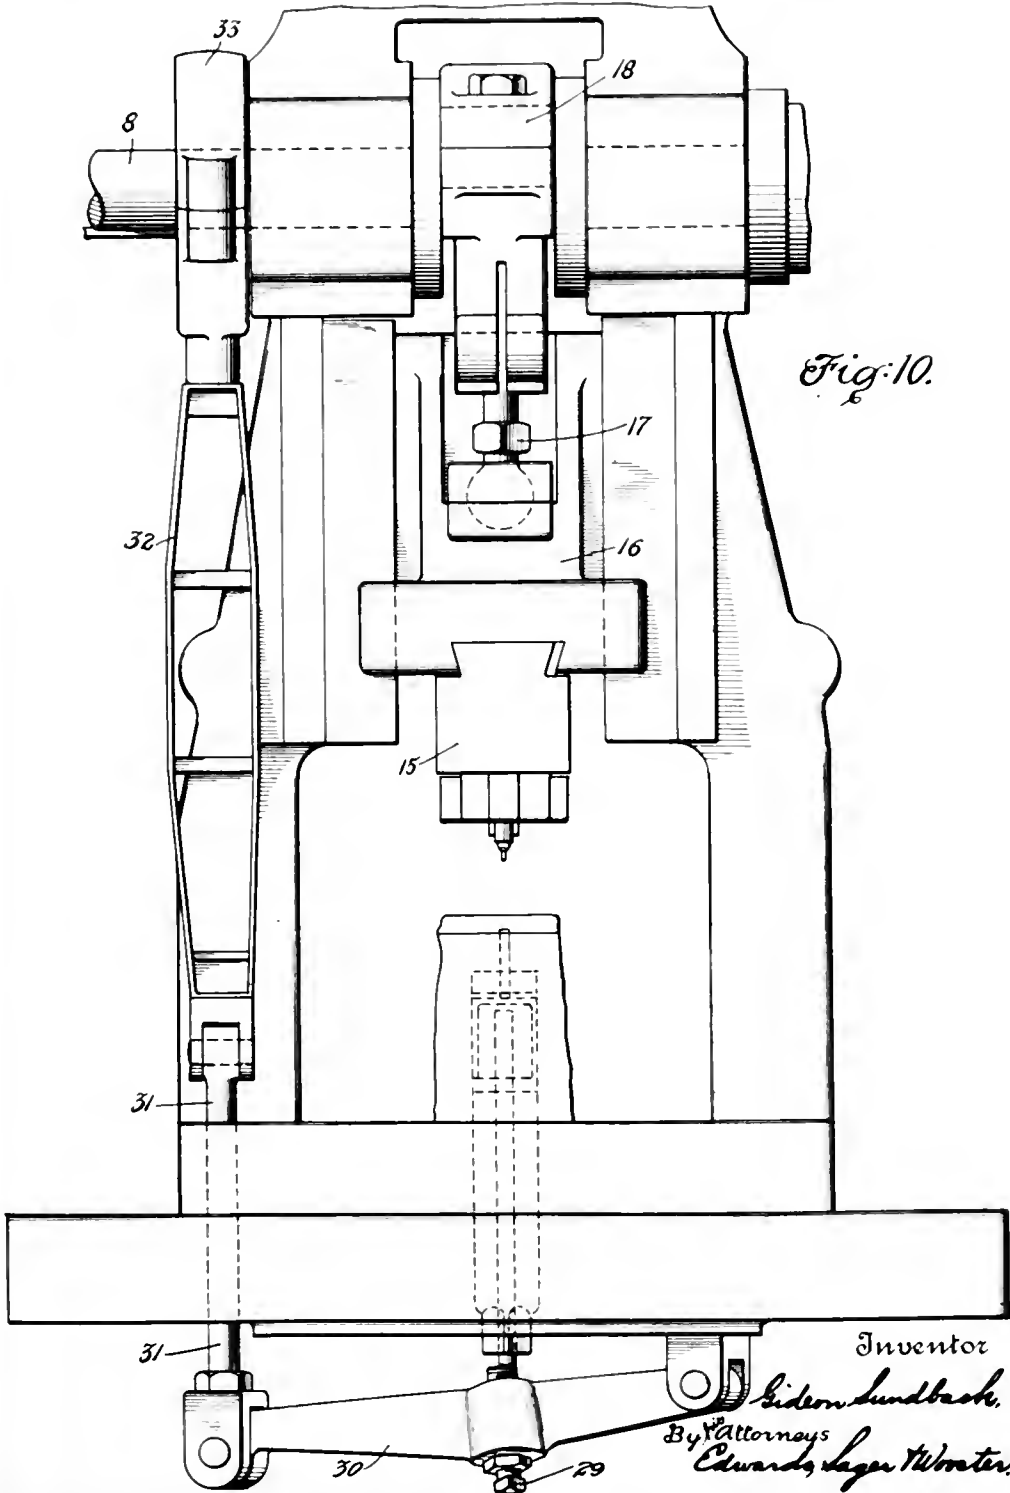 33
18
8
Fig. 10.
17
32
16
15
31
31
Inventor
Gideon Sundback.
By his Attorneys
30
29
Edwards, Sager & Wooster.